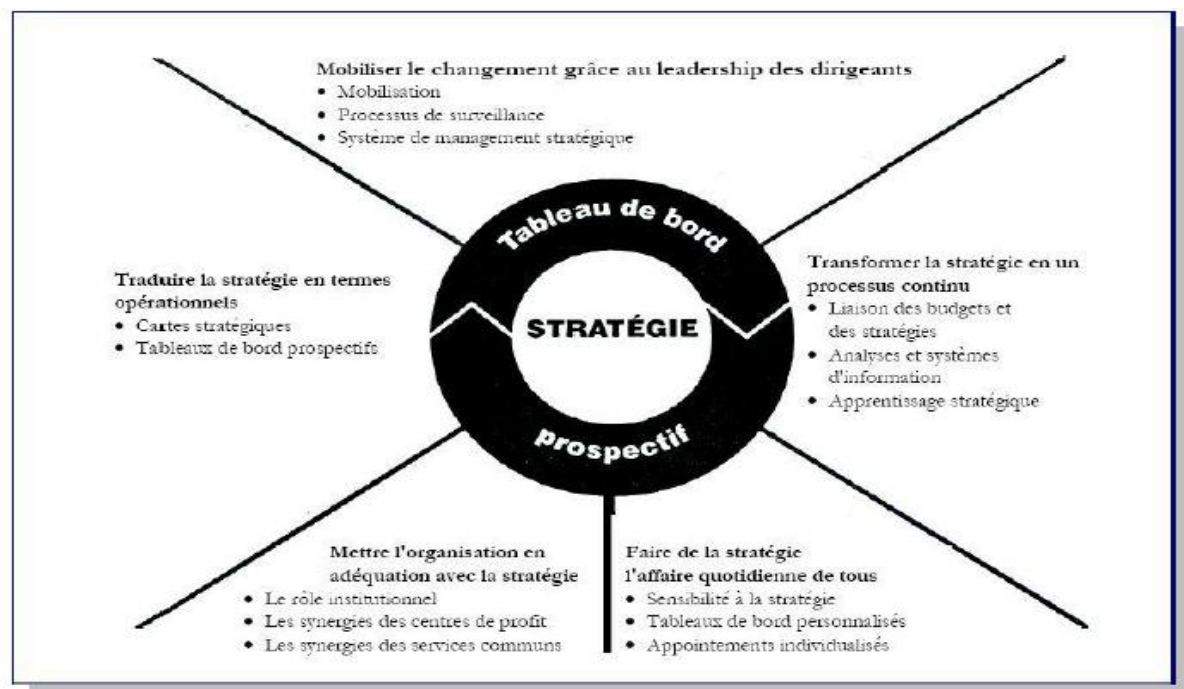 Mobiliser le changement grâce au leadership des dirigeants
• Mobilisation
• Processus de surveillance
• Système de management stratégique
Tableau de bord
STRATÉGIE
prospectif
Traduire la stratégie en termes
opérationnels
• Cartes stratégiques
• Tableaux de bord prospectifs
Transformer la stratégie en un
processus continu
• Liaison des budgets et
des stratégies
• Analyses et systèmes
d'information
• Apprentissage stratégique
Mettre l'organisation en
adéquation avec la stratégie
• Le rôle institutionnel
• Les synergies des centres de profit
• Les synergies des services communs
Faire de la stratégie
l'affaire quotidienne de tous
• Sensibilité à la stratégie
• Tableaux de bord personnalisés
• Appointements individualisés